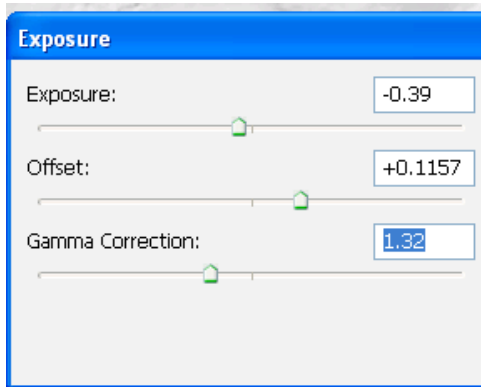 Exposure
Exposure: -0.39
Offset: +0.1157
Gamma Correction: 1.32